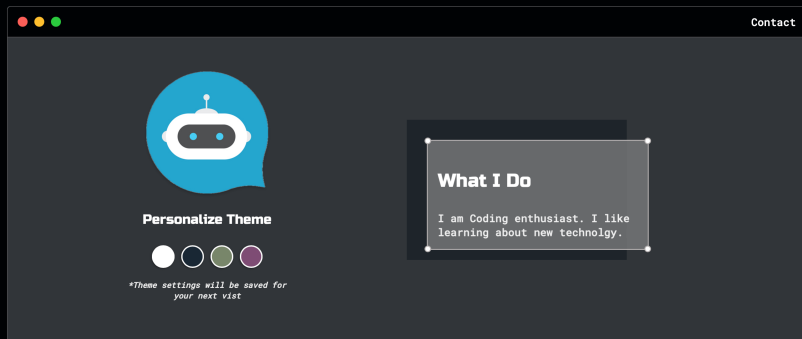 Contact
Personalize Theme
*Theme settings will be saved for
your next vist
What I Do
I am Coding enthusiast. I like
learning about new technolgy.